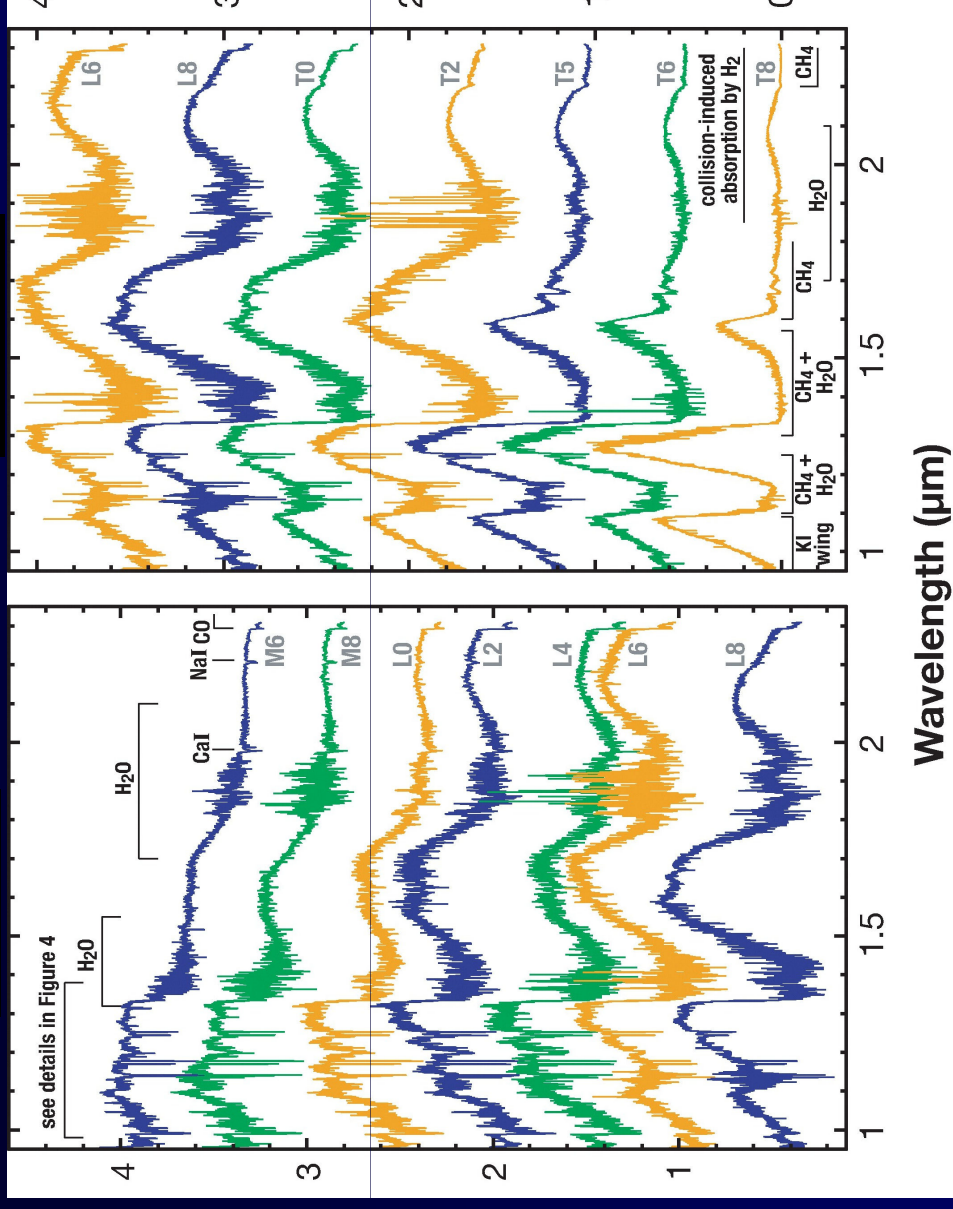 see details in Figure 4
H2O
H2O
CaI
NaI CO
M6
M8
L0
L2
L4
L6
L8
4
3
2
1
1
1.5
2
L6
L8
T0
T2
T5
T6
T8
collision-induced
absorption by H2
KI
wing
CH4 +
H2O
CH4 +
H2O
CH4
H2O
CH4
1
1.5
2
Wavelength (µm)